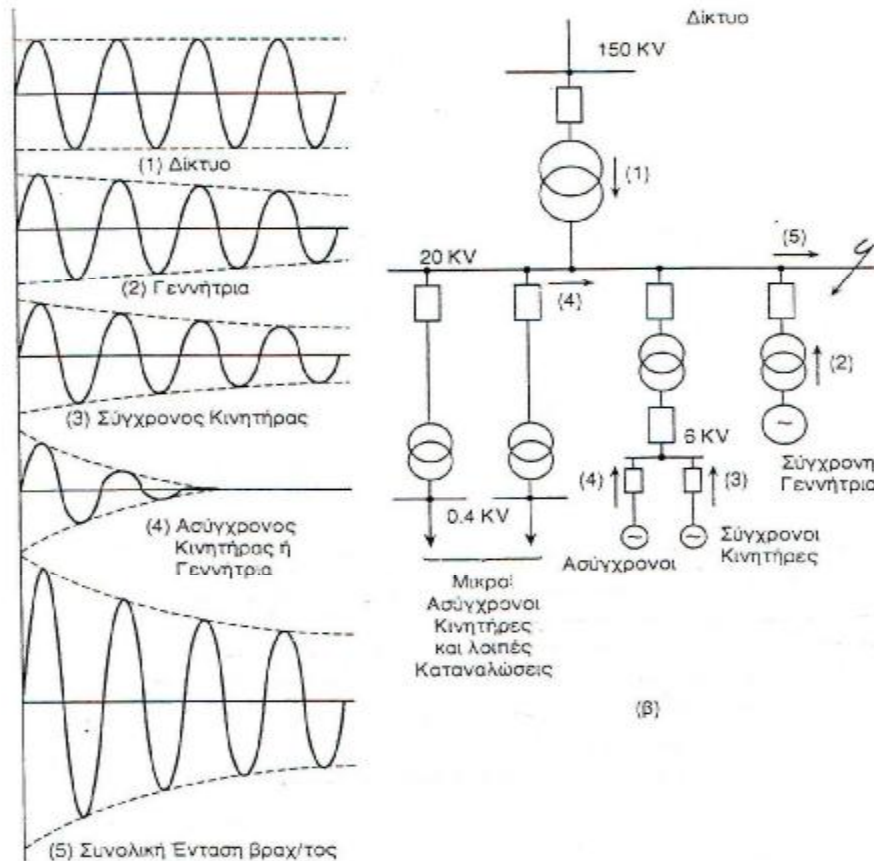 (1) Δίκτυο
(2) Γεννήτρια
(3) Σύγχρονος Κινητήρας
(4) Ασύγχρονος
Κινητήρας ή
Γεννήτρια
(5) Συνολική Ένταση βραχ/τος
Δίκτυο
150 KV
(1)
20 KV
(5)
(4)
(2)
6 KV
(4)
(3)
Σύγχρονη
Γεννήτρια
0.4 KV
~
~
~
Ασύγχρονοι
Σύγχρονοι
Κινητήρες
Μικροί
Ασύγχρονοι
Κινητήρες
και λοιπές
Καταναλώσεις
(β)